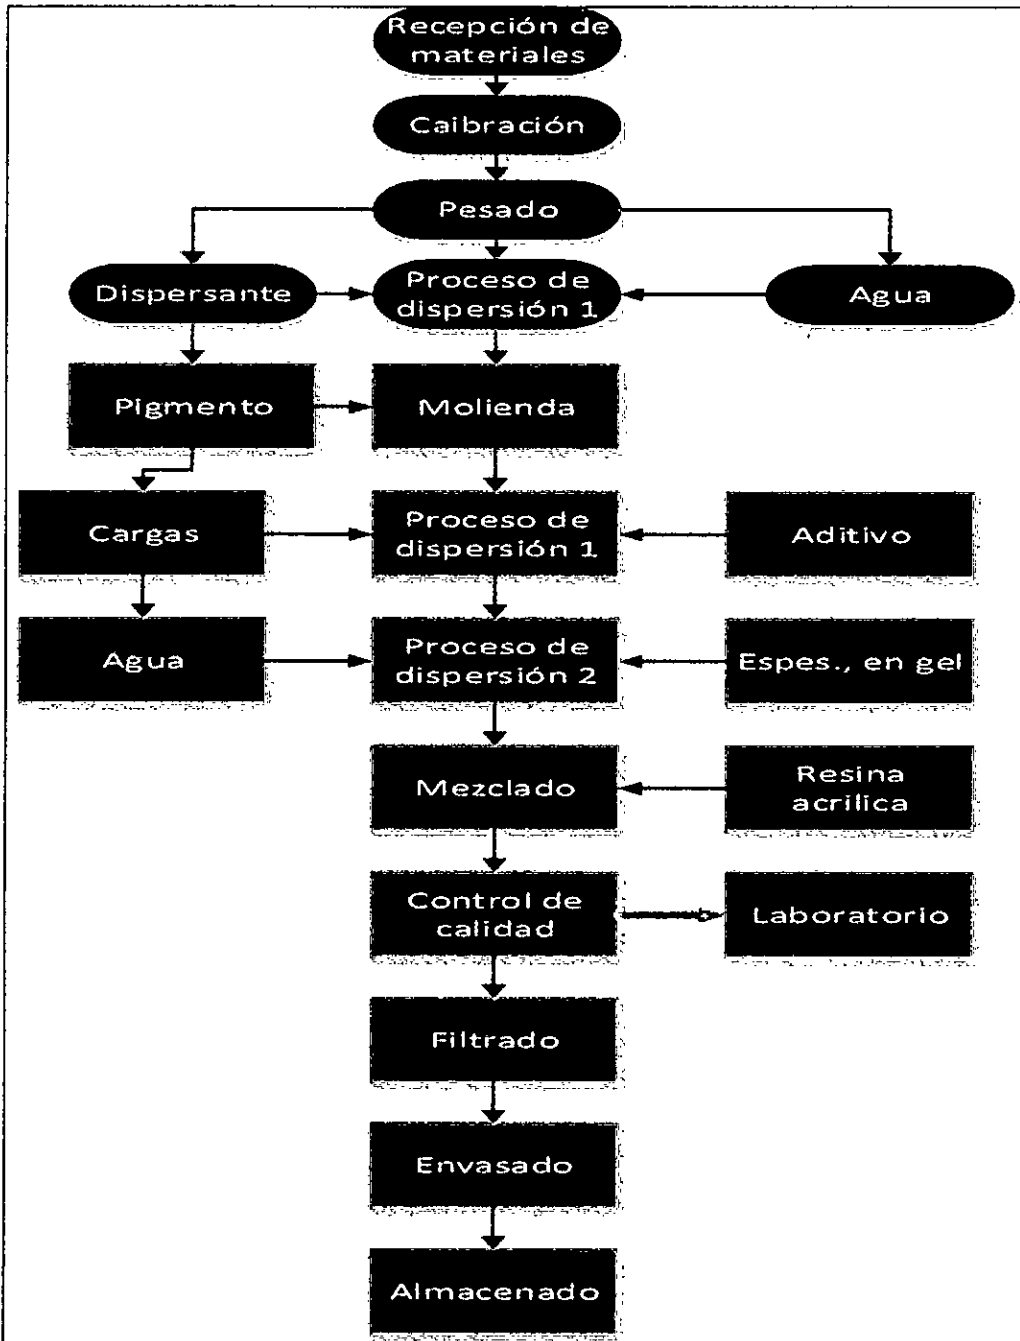 Recepción de
materiales
Caibración
Pesado
Dispersante
Proceso de
dispersión 1
Agua
Pigmento
Molienda
Cargas
Proceso de
dispersión 1
Aditivo
Agua
Proceso de
dispersión 2
Espes., en gel
Mezclado
Resina
acrilica
Control de
calidad
Laboratorio
Filtrado
Envasado
Almacenado